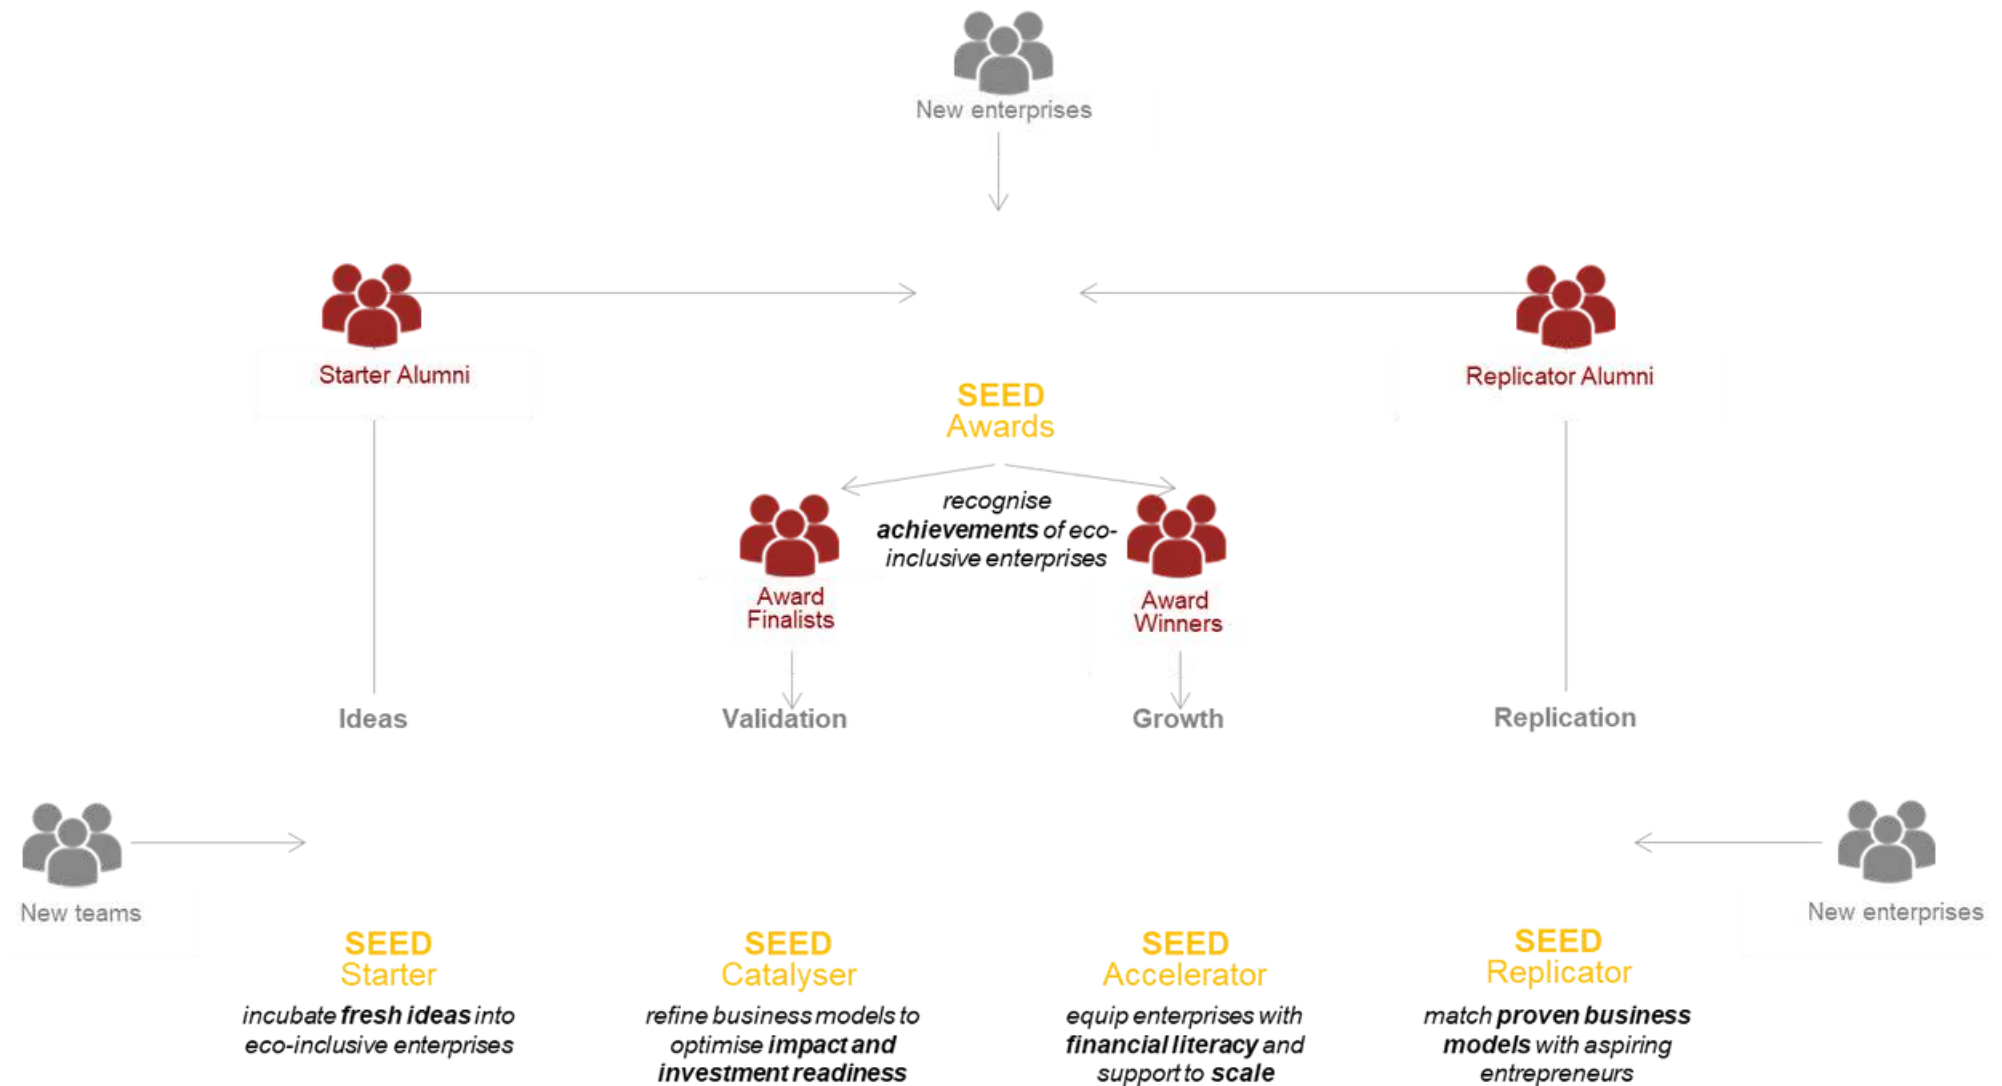 New enterprises
Starter Alumni
Replicator Alumni
SEED
Awards
recognise
achievements of eco-
inclusive enterprises
Award
Finalists
Award
Winners
Ideas
Validation
Growth
Replication
New teams
New enterprises
SEED
Starter
incubate fresh ideas into
eco-inclusive enterprises
SEED
Catalyser
refine business models to
optimise impact and
investment readiness
SEED
Accelerator
equip enterprises with
financial literacy and
support to scale
SEED
Replicator
match proven business
models with aspiring
entrepreneurs